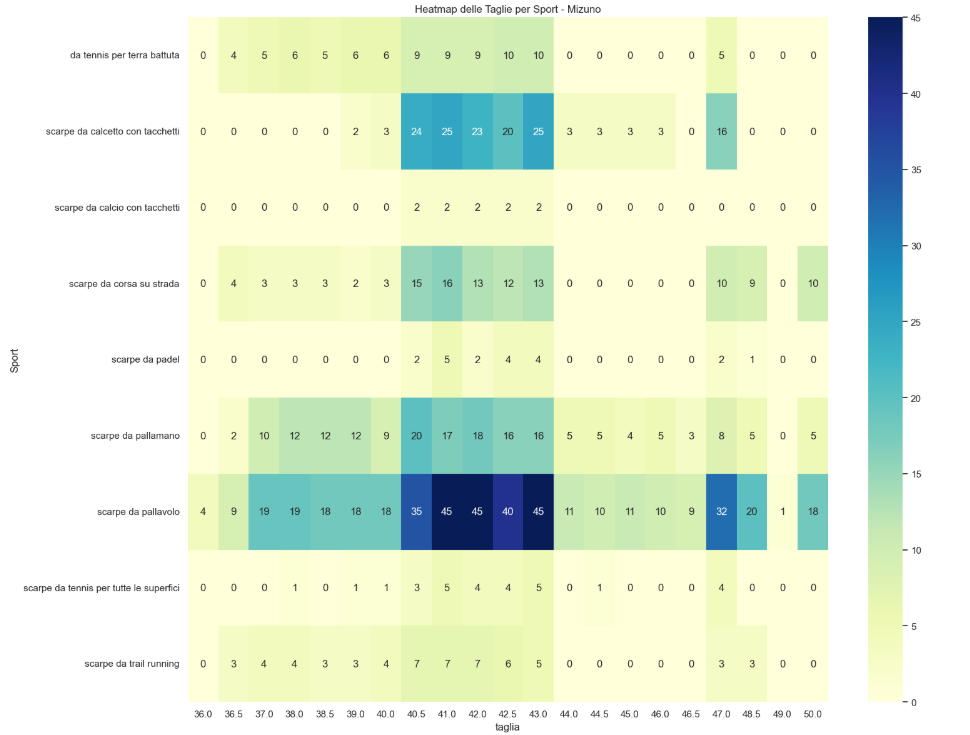 Heatmap delle Taglie per Sport - Mizuno
45
da tennis per terra battuta 0 4 5 6 5 6 6 9 9 9 10 10 0 0 0 0 0 5 0 0 0
40
scarpe da calcetto con tacchetti 0 0 0 0 0 2 3 24 25 23 20 25 3 3 3 3 0 16 0 0 0
35
scarpe da calcio con tacchetti 0 0 0 0 0 0 0 2 2 2 2 2 0 0 0 0 0 0 0 0 0
30
scarpe da corsa su strada 0 4 3 3 3 2 3 15 16 13 12 13 0 0 0 0 0 10 9 0 10
25
Sport
scarpe da padel 0 0 0 0 0 0 0 2 5 2 4 4 0 0 0 0 0 2 1 0 0
20
scarpe da pallamano 0 2 10 12 12 12 9 20 17 18 16 16 5 5 4 5 3 8 5 0 5
15
scarpe da pallavolo 4 9 19 19 18 18 18 35 45 45 40 45 11 10 11 10 9 32 20 1 18
10
scarpe da tennis per tutte le superfici 0 0 0 1 0 1 1 3 5 4 4 5 0 1 0 0 0 4 0 0 0
5
scarpe da trail running 0 3 4 4 3 3 4 7 7 7 6 5 0 0 0 0 0 3 3 0 0
0
36.0 36.5 37.0 38.0 38.5 39.0 40.0 40.5 41.0 42.0 42.5 43.0 44.0 44.5 45.0 46.0 46.5 47.0 48.5 49.0 50.0
taglia